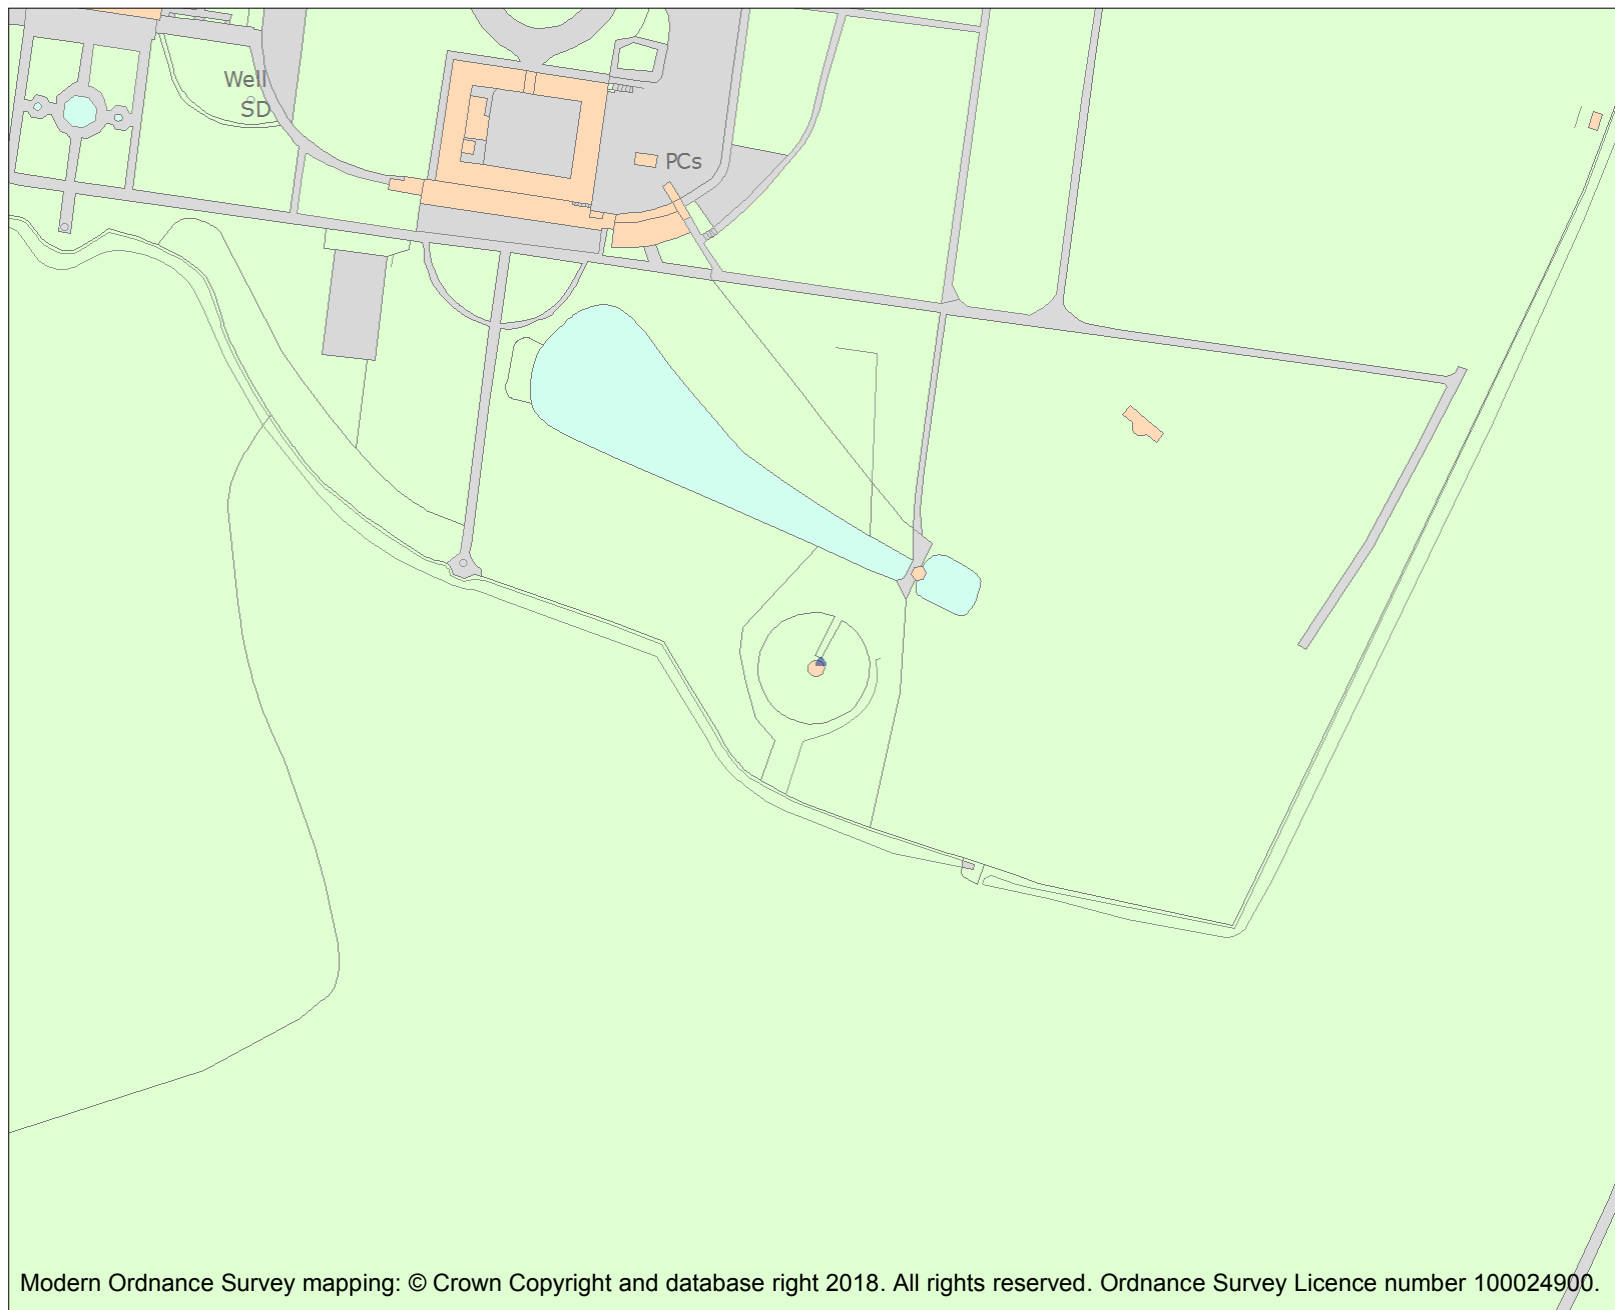 Well
SD
PCs
Modern Ordnance Survey mapping: © Crown Copyright and database right 2018. All rights reserved. Ordnance Survey Licence number 100024900.